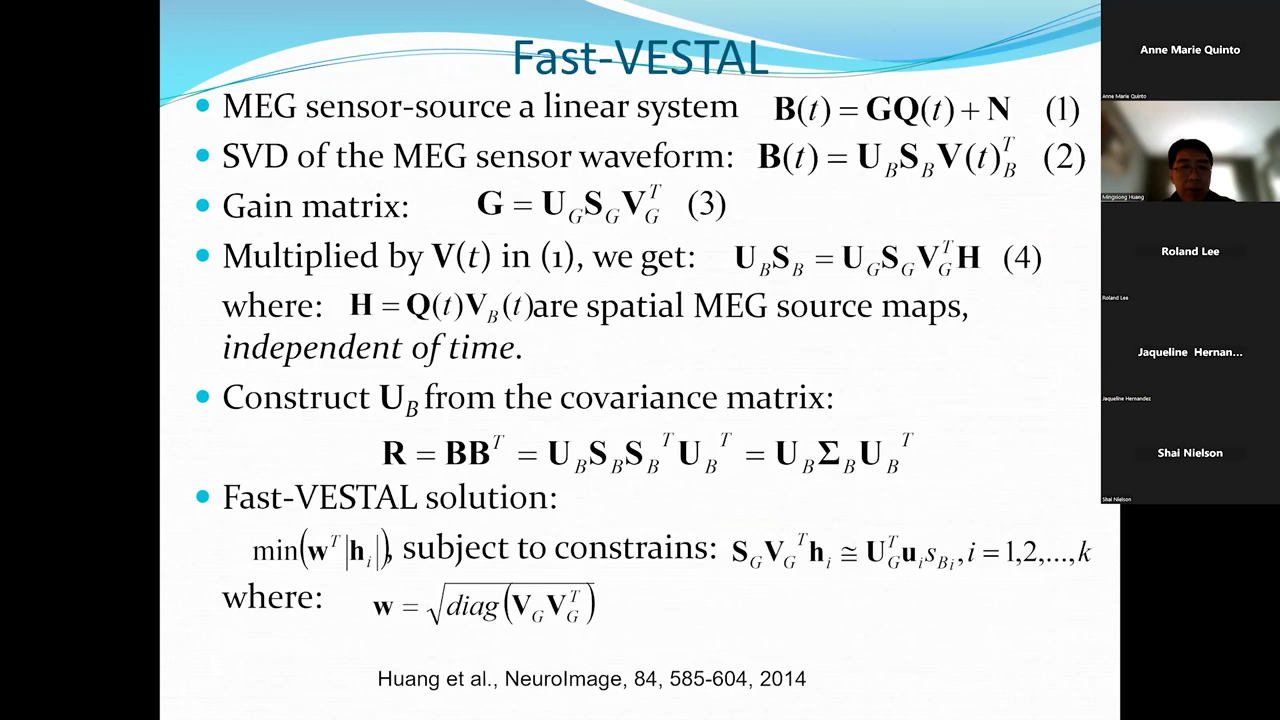 Fast-VESTAL
• MEG sensor-source a linear system B(t) = GQ(t) + N (1)
• SVD of the MEG sensor waveform: B(t) = U_B S_B V(t)_B^T (2)
• Gain matrix: G = U_G S_G V_G^T (3)
• Multiplied by V(t) in (1), we get: U_B S_B = U_G S_G V_G^T H (4)
where: H = Q(t)V_B(t) are spatial MEG source maps,
independent of time.
• Construct U_B from the covariance matrix:
R = BB^T = U_B S_B S_B^T U_B^T = U_B Σ_B U_B^T
• Fast-VESTAL solution:
min(w^T|h_i|), subject to constrains: S_G V_G^T h_i ≅ U_G^T u_i s_{B_i}, i = 1,2,...,k
where: w = √diag(V_G V_G^T)
Huang et al., NeuroImage, 84, 585-604, 2014
Anne Marie Quinto
Anne Marie Quinto
Mingxiong Huang
Roland Lee
Roland Lee
Jaqueline Hernan...
Jaqueline Hernandez
Shai Nielson
Shai Nielson